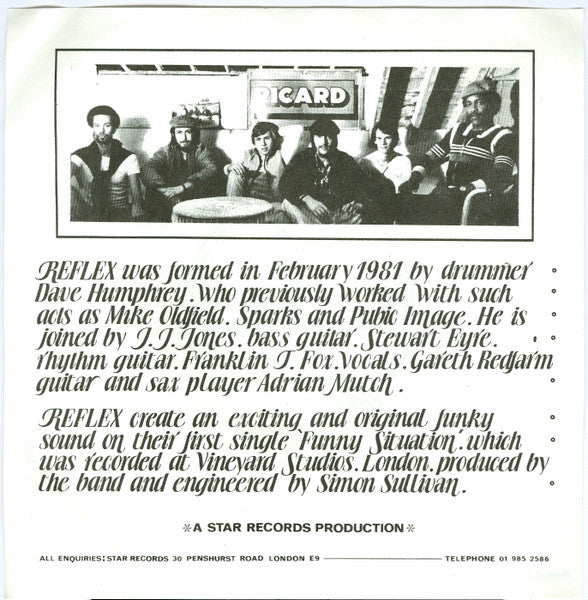 RICARD
REFLEX was formed in February 1981 by drummer
Dave Humphrey. who previously worked with such
acts as Mike Oldfield. Sparks and Pubic Image. He is
joined by J.J.Jones. bass guitar. Stewart Eyre.
rhythm guitar. Franklin T. Fox. vocals. Gareth Redfarm
guitar and sax player Adrian Mutch.
REFLEX create an exciting and original funky
sound on their first single 'Funny Situation'. which
was recorded at Vineyard Studios. London. produced by
the band and engineered by Simon Sullivan.
*A STAR RECORDS PRODUCTION*
ALL ENQUIRIES: STAR RECORDS 30 PENSHURST ROAD LONDON E9 TELEPHONE 01 985 2586